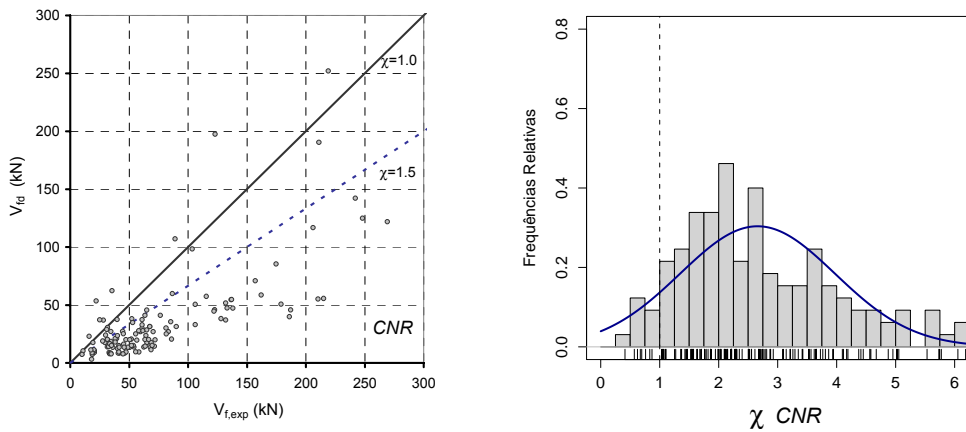 300
250
200
150
100
50
0
V_fd (kN)
χ=1.0
χ=1.5
CNR
0 50 100 150 200 250 300
V_f,exp (kN)
0.8
0.6
0.4
0.2
0.0
Frequências Relativas
0 1 2 3 4 5 6
χ CNR